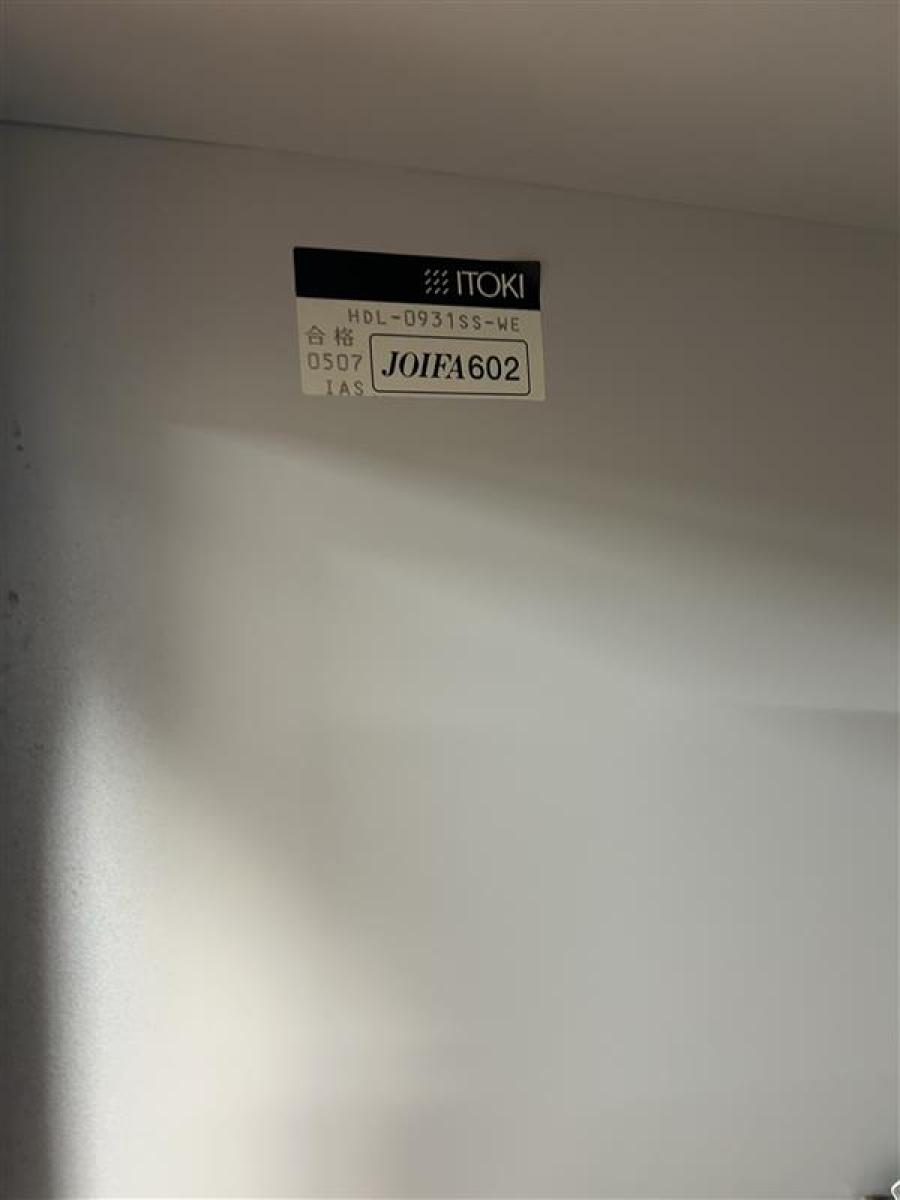 ITOKI
HDL-0931SS-WE
合格
0507
IAS
JOIFA602